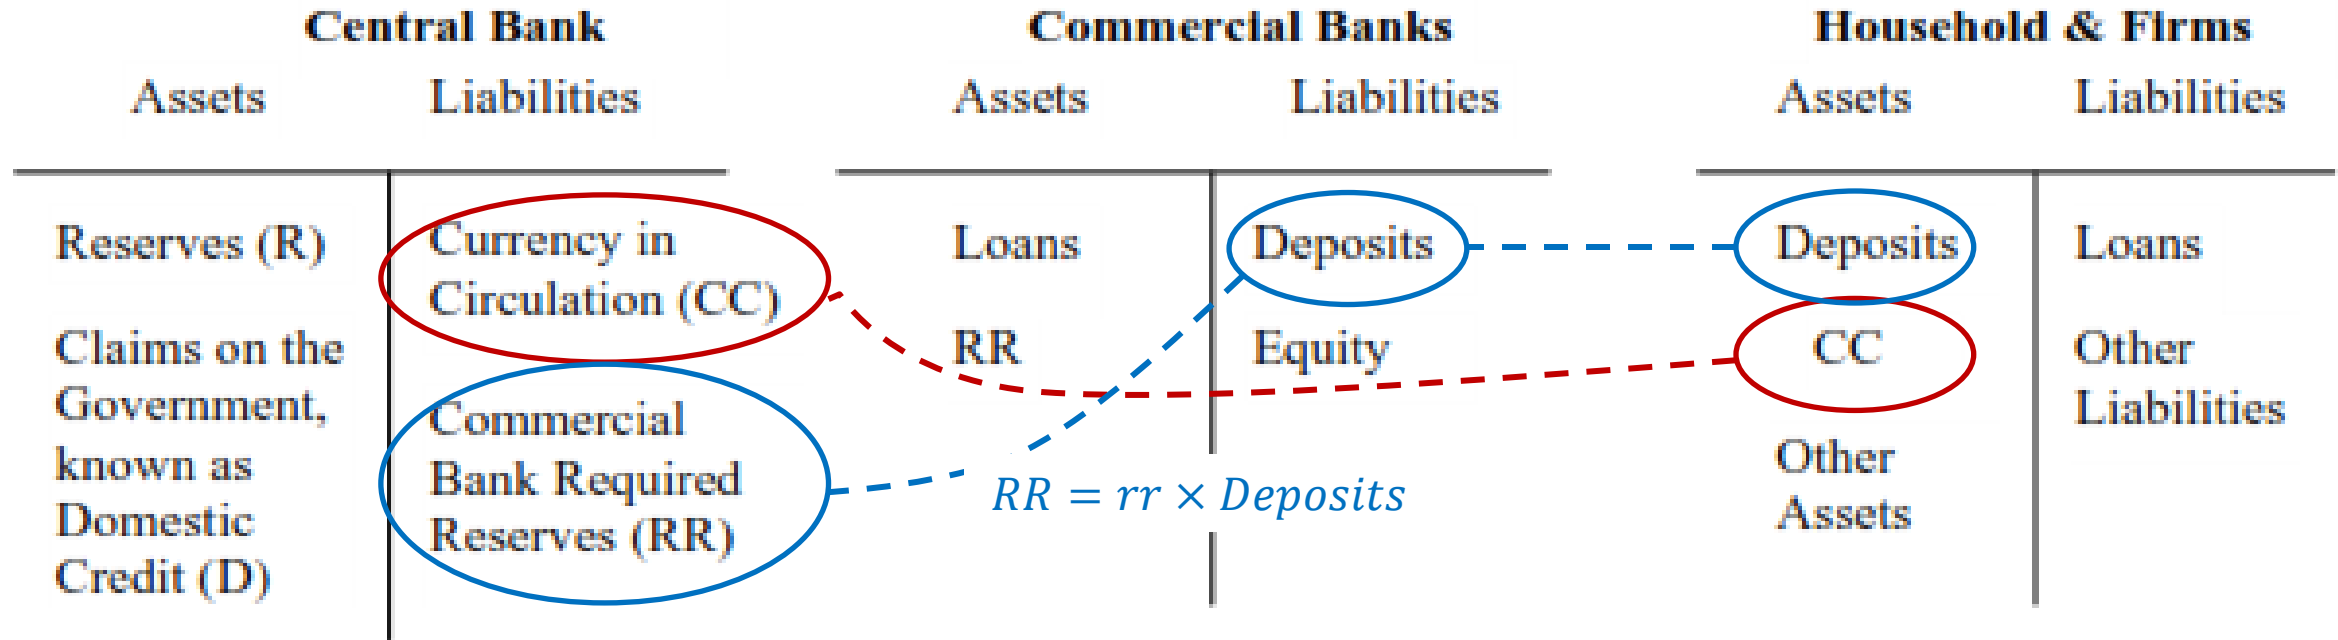 Central Bank
Assets
Liabilities
Reserves (R)
Claims on the
Government,
known as
Domestic
Credit (D)
Currency in
Circulation (CC)
Commercial
Bank Required
Reserves (RR)
Commercial Banks
Assets
Liabilities
Loans
RR
Deposits
Equity
RR = rr × Deposits
Household & Firms
Assets
Liabilities
Deposits
CC
Other
Assets
Loans
Other
Liabilities